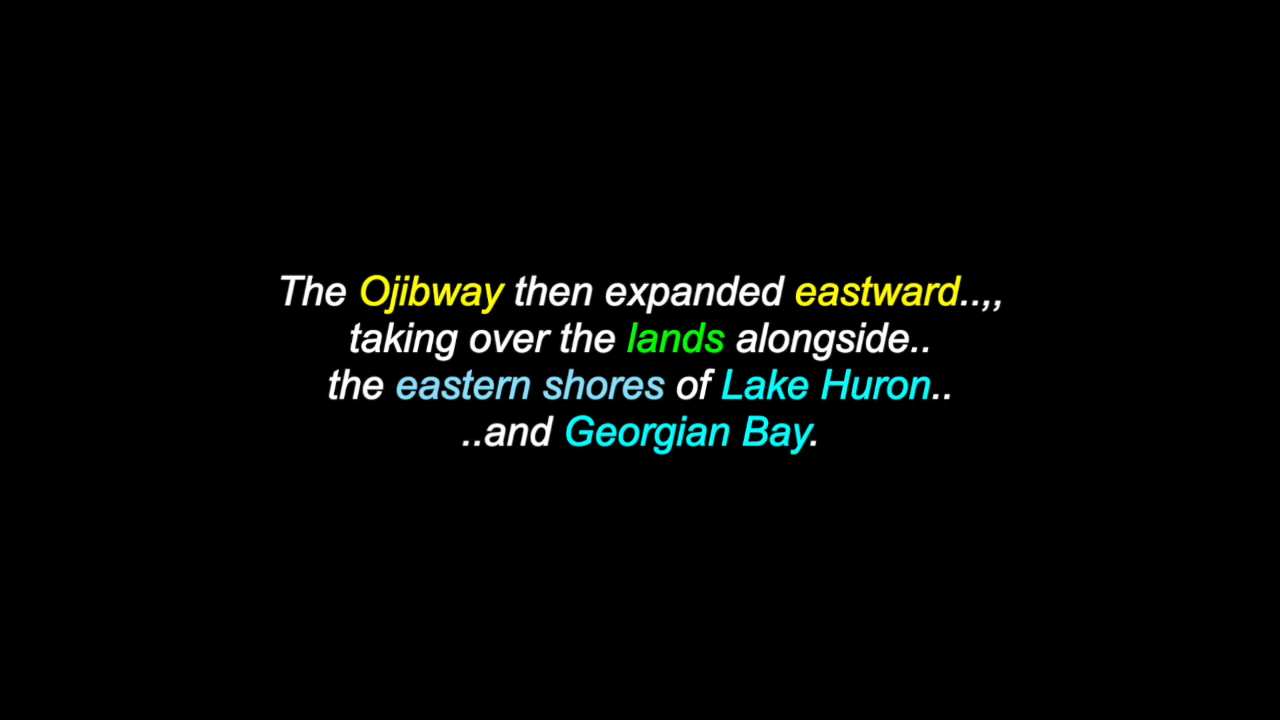 The Ojibway then expanded eastward..,,
taking over the lands alongside..
the eastern shores of Lake Huron..
..and Georgian Bay.